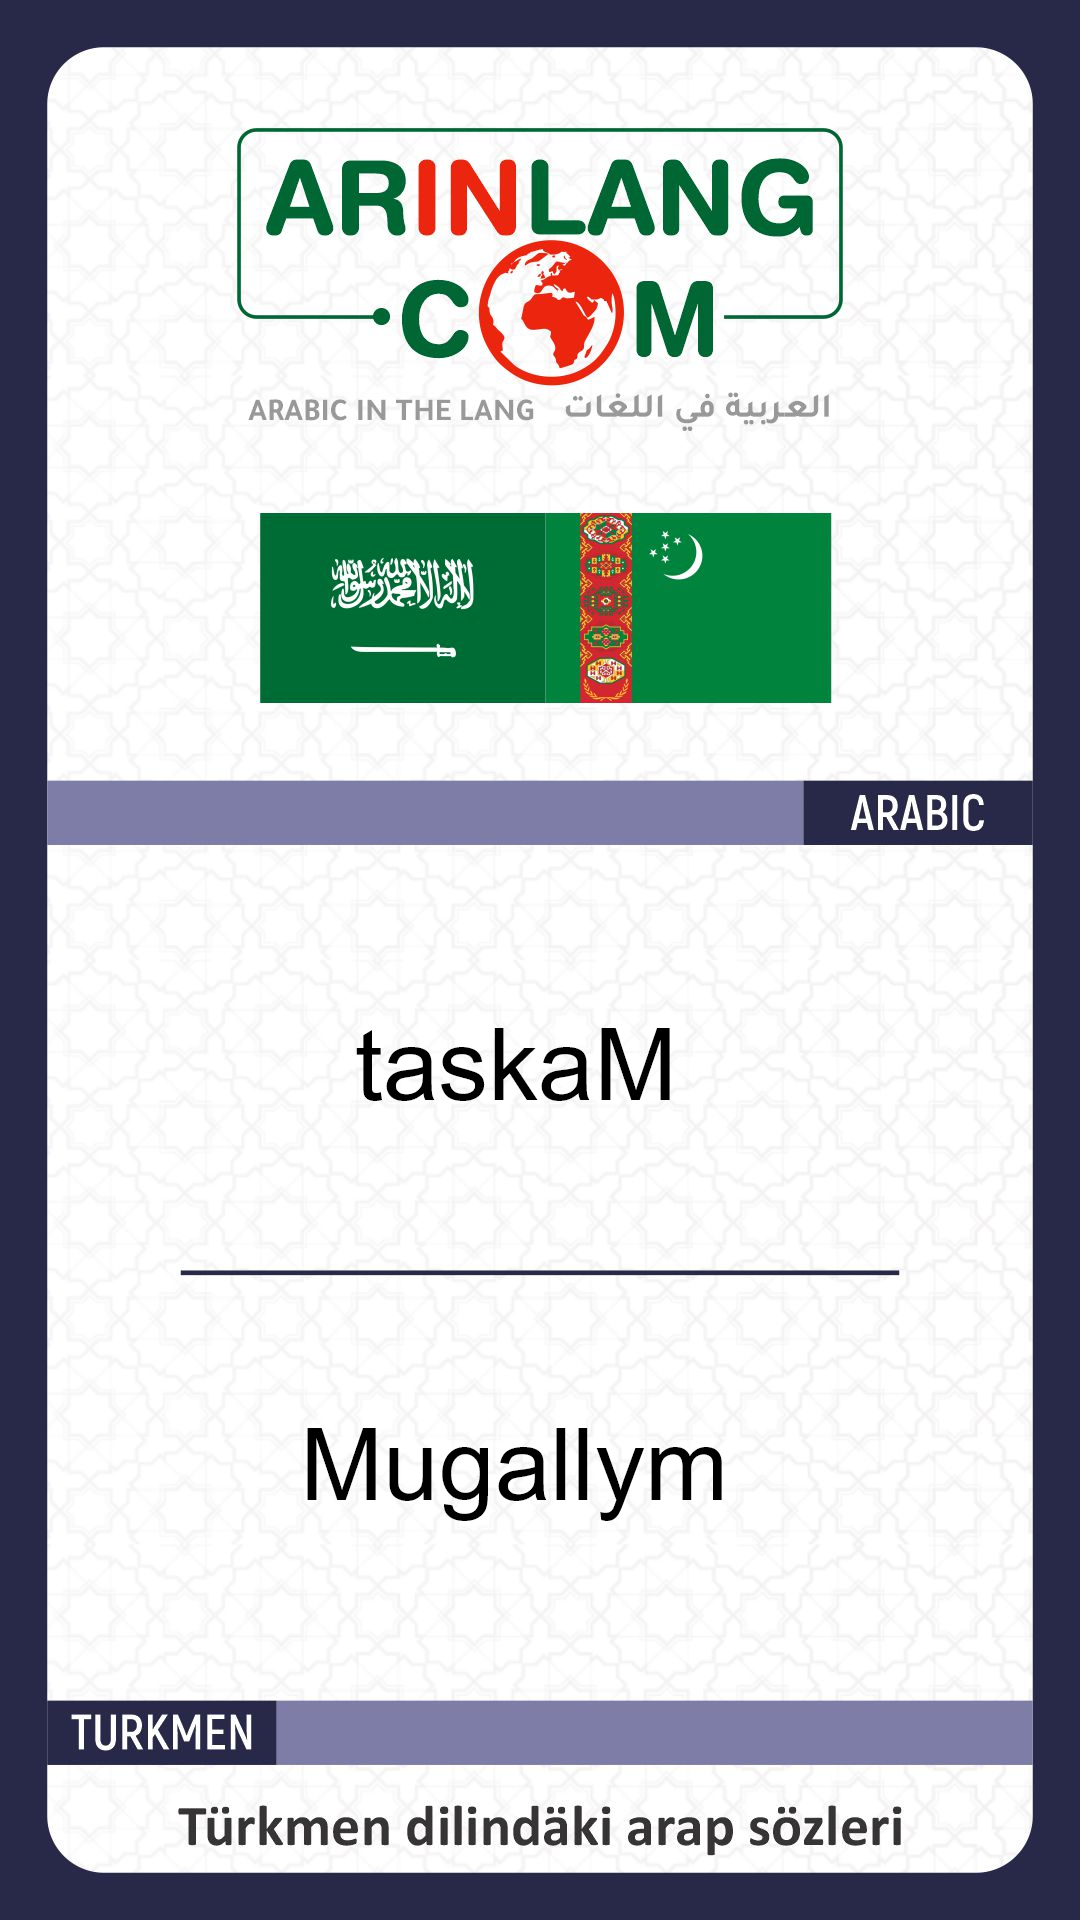 ARINLANG
.COM
ARABIC IN THE LANG العربية في اللغات
لا إله إلا الله محمد رسول الله
ARABIC
taskaM
Mugallym
TURKMEN
Türkmen dilindäki arap sözleri